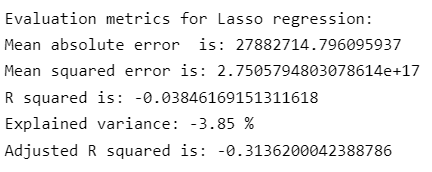 Evaluation metrics for Lasso regression:
Mean absolute error  is: 27882714.796095937
Mean squared error is: 2.7505794803078614e+17
R squared is: -0.03846169151311618
Explained variance: -3.85 %
Adjusted R squared is: -0.3136200042388786